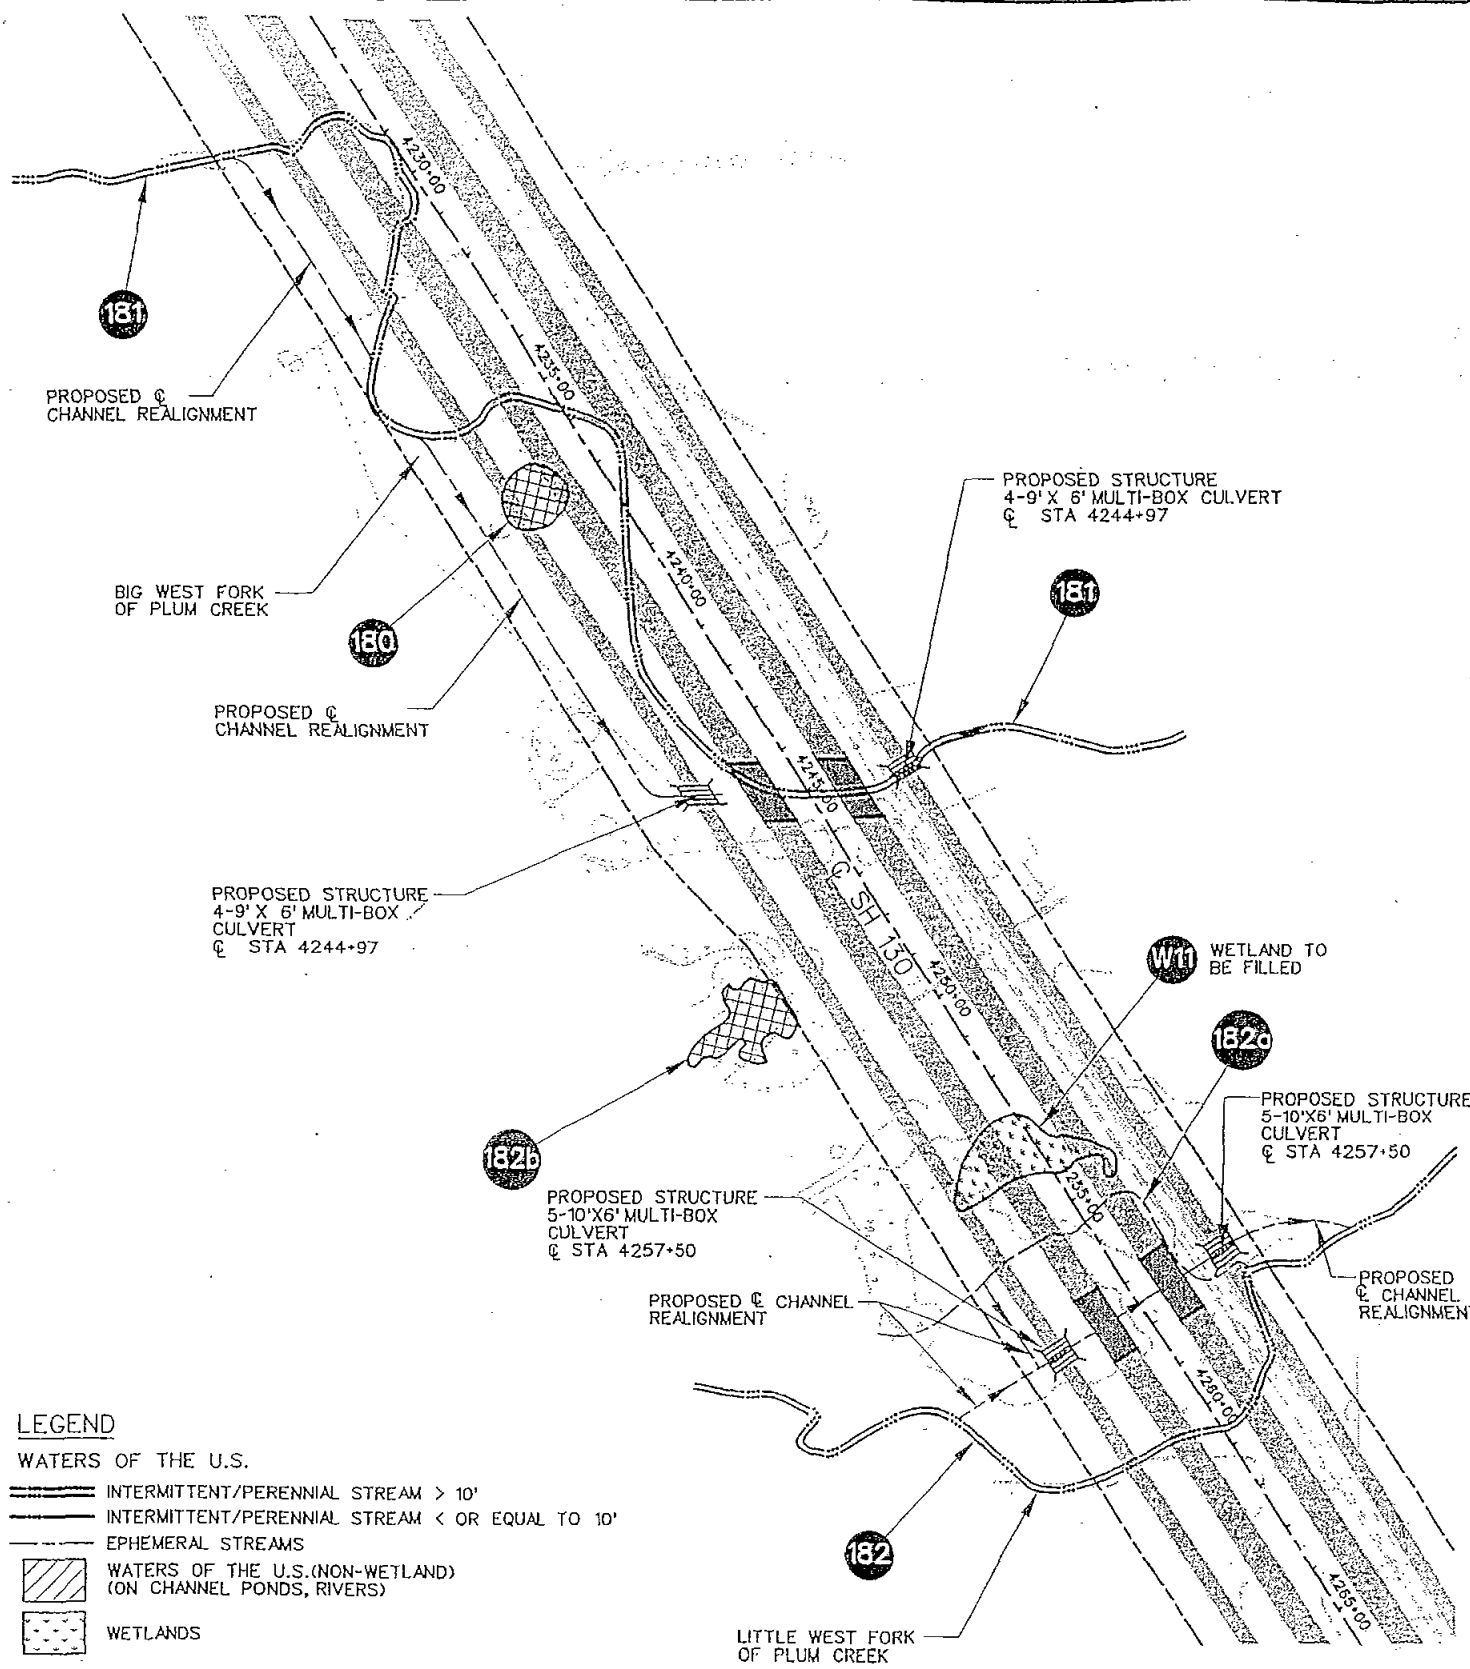 4230+00
181
PROPOSED ℄
CHANNEL REALIGNMENT
4235+00
PROPOSED STRUCTURE
4-9' X 6' MULTI-BOX CULVERT
℄ STA 4244+97
4240+00
181
BIG WEST FORK
OF PLUM CREEK
180
PROPOSED ℄
CHANNEL REALIGNMENT
4245+00
PROPOSED STRUCTURE
4-9' X 6' MULTI-BOX
CULVERT
℄ STA 4244+97
℄ SH 130
4250+00
W11
WETLAND TO
BE FILLED
182a
PROPOSED STRUCTURE
5-10'X6' MULTI-BOX
CULVERT
℄ STA 4257+50
182b
PROPOSED STRUCTURE
5-10'X6' MULTI-BOX
CULVERT
℄ STA 4257+50
255+00
PROPOSED
℄ CHANNEL
REALIGNMENT
PROPOSED ℄ CHANNEL
REALIGNMENT
4260+00
182
4265+00
LITTLE WEST FORK
OF PLUM CREEK
LEGEND
WATERS OF THE U.S.
INTERMITTENT/PERENNIAL STREAM > 10'
INTERMITTENT/PERENNIAL STREAM < OR EQUAL TO 10'
EPHEMERAL STREAMS
WATERS OF THE U.S.(NON-WETLAND)
(ON CHANNEL PONDS, RIVERS)
WETLANDS